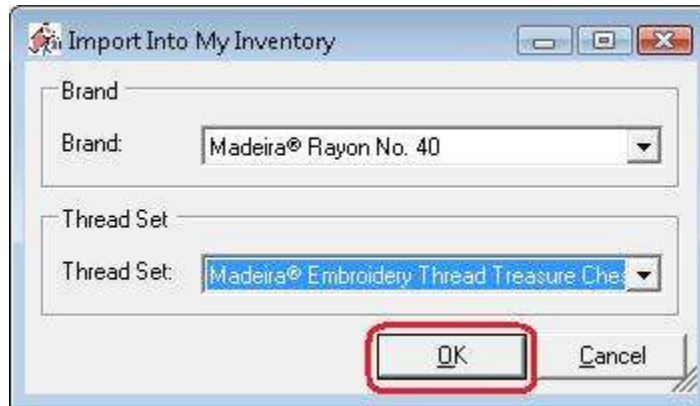 Import Into My Inventory
Brand
Brand: Madeira® Rayon No. 40
Thread Set
Thread Set: Madeira® Embroidery Thread Treasure Ches
OK Cancel